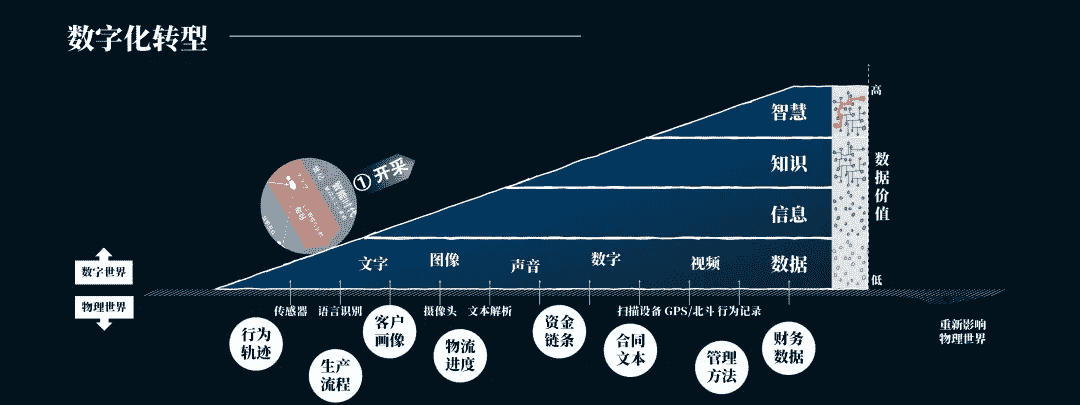 数字化转型
高
智慧
① 开采
知识
数据价值
信息
文字
图像
声音
数字
视频
数据
低
数字世界
物理世界
传感器
语言识别
摄像头
文本解析
扫描设备
GPS/北斗
行为记录
行为
轨迹
生产
流程
客户
画像
物流
进度
资金
链条
合同
文本
管理
方法
财务
数据
重新影响
物理世界